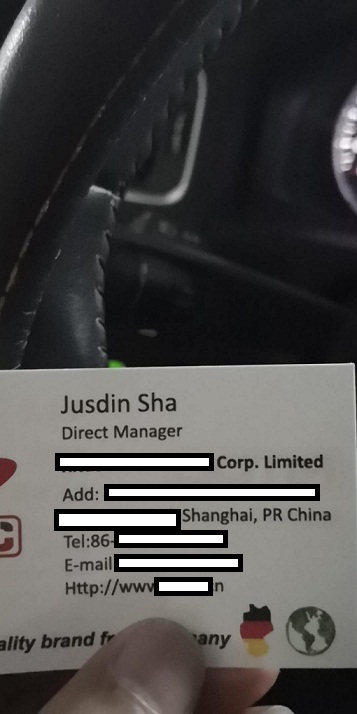 Jusdin Sha
Direct Manager
Corp. Limited
Add:
Shanghai, PR China
Tel:86-
E-mail
Http://www
n
ality brand fr any